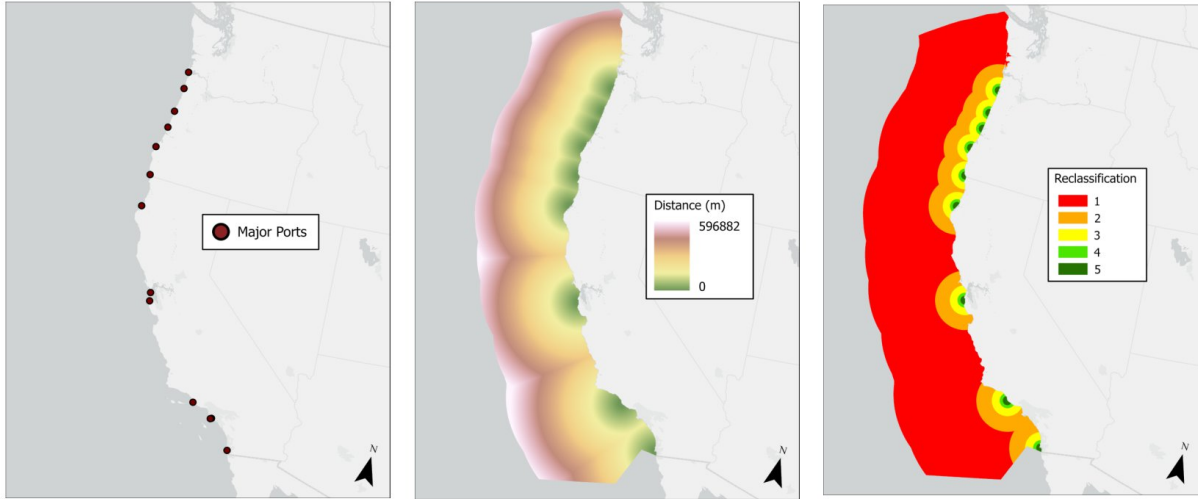 Major Ports
N
Distance (m)
596882
0
N
Reclassification
1
2
3
4
5
N